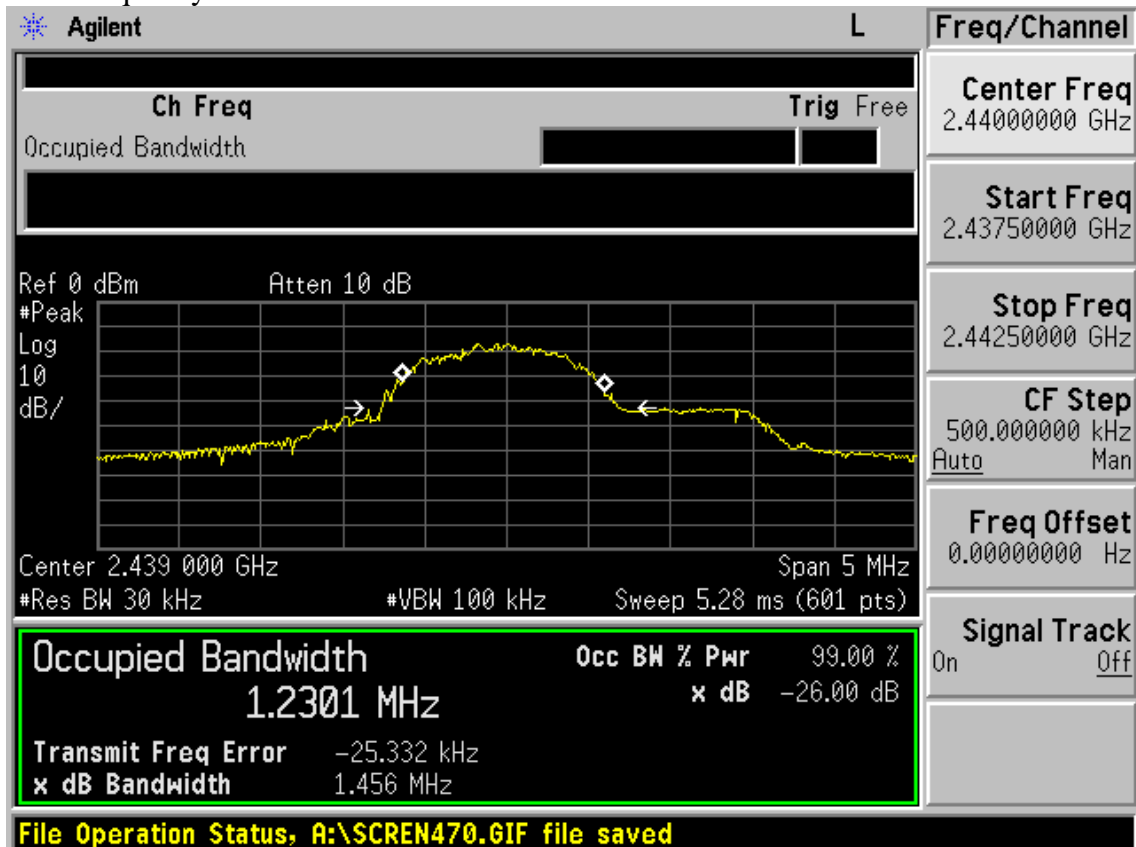 Agilent L
Ch Freq Trig Free
Occupied Bandwidth
Ref 0 dBm Atten 10 dB
#Peak
Log
10
dB/
Center 2.439 000 GHz Span 5 MHz
#Res BW 30 kHz #VBW 100 kHz Sweep 5.28 ms (601 pts)
Occupied Bandwidth Occ BW % Pwr 99.00 %
1.2301 MHz x dB -26.00 dB
Transmit Freq Error -25.332 kHz
x dB Bandwidth 1.456 MHz
File Operation Status, A:\SCREN470.GIF file saved
Freq/Channel
Center Freq
2.44000000 GHz
Start Freq
2.43750000 GHz
Stop Freq
2.44250000 GHz
CF Step
500.000000 kHz
Auto Man
Freq Offset
0.00000000 Hz
Signal Track
On Off